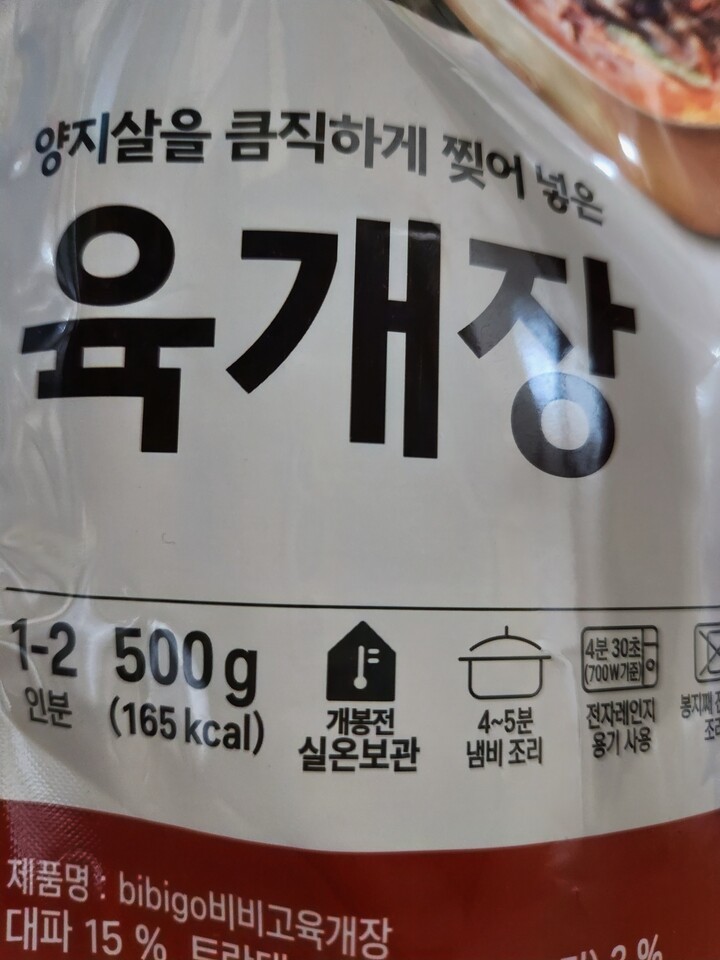 양지살을 큼직하게 찢어 넣은
육개장
1-2
인분
500g
(165kcal)
개봉전
실온보관
4~5분
냄비 조리
4분 30초
(700W기준)
전자레인지
용기 사용
제품명 : bibigo비비고육개장
대파 15 %
2 %